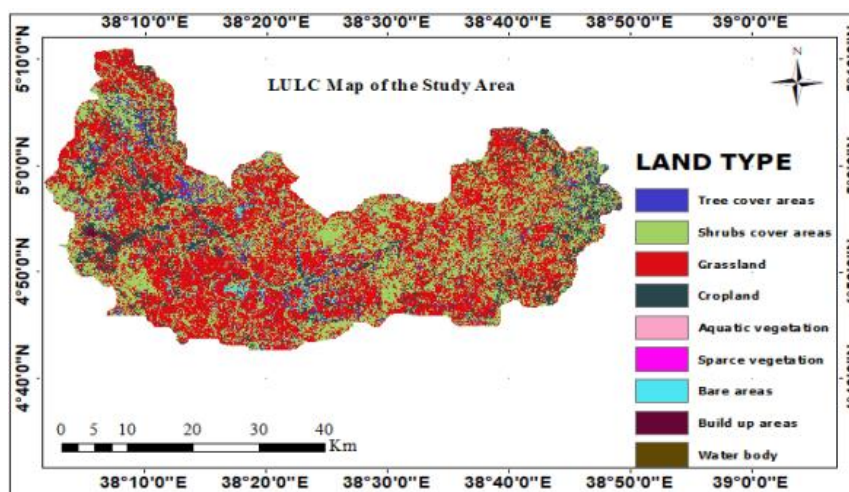 38°10'0"E 38°20'0"E 38°30'0"E 38°40'0"E 38°50'0"E 39°0'0"E
5°10'0"N
LULC Map of the Study Area
N
5°0'0"N
4°50'0"N
4°40'0"N
LAND TYPE
Tree cover areas
Shrubs cover areas
Grassland
Cropland
Aquatic vegetation
Sparce vegetation
Bare areas
Build up areas
Water body
0 5 10 20 30 40
Km
38°10'0"E 38°20'0"E 38°30'0"E 38°40'0"E 38°50'0"E 39°0'0"E